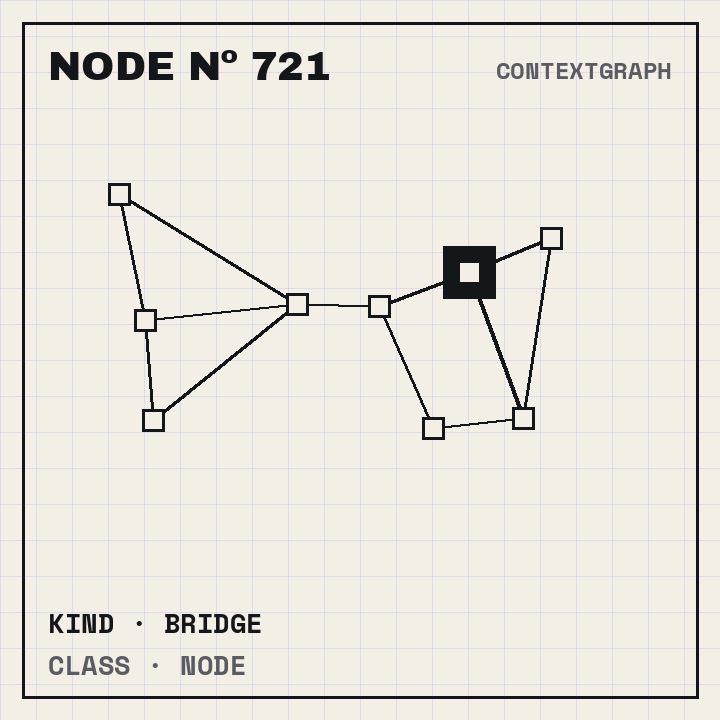 NODE Nº 721
CONTEXTGRAPH
KIND · BRIDGE
CLASS · NODE